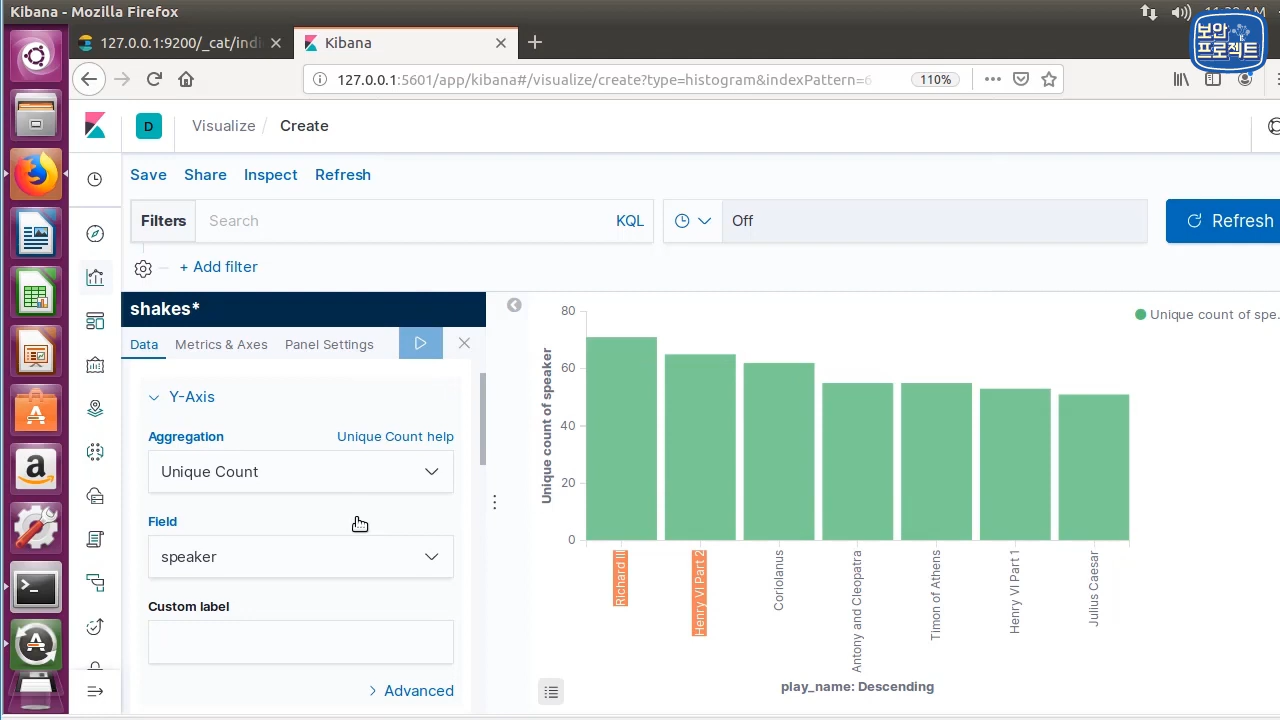 Kibana - Mozilla Firefox
보안
프로젝트
127.0.0.1:9200/_cat/indi
Kibana
127.0.0.1:5601/app/kibana#/visualize/create?type=histogram&indexPattern=6
110%
D
Visualize / Create
Save
Share
Inspect
Refresh
Filters
Search
KQL
Off
Refresh
+ Add filter
shakes*
Data
Metrics & Axes
Panel Settings
Y-Axis
Aggregation
Unique Count help
Unique Count
Field
speaker
Custom label
Advanced
Unique count of spe...
80
60
40
20
0
Unique count of speaker
Richard III
Henry VI Part 2
Coriolanus
Antony and Cleopatra
Timon of Athens
Henry VI Part 1
Julius Caesar
play_name: Descending